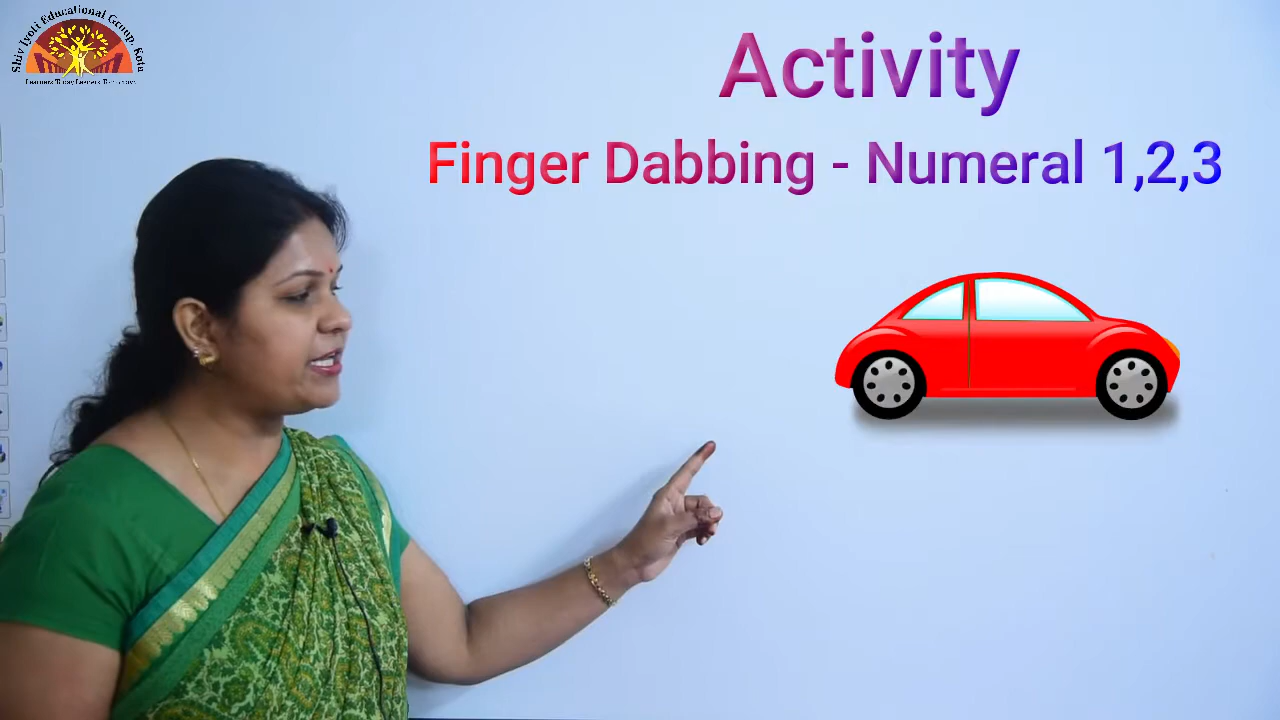 Shiv Jyoti Educational Group, Kota
Activity
Finger Dabbing - Numeral 1,2,3